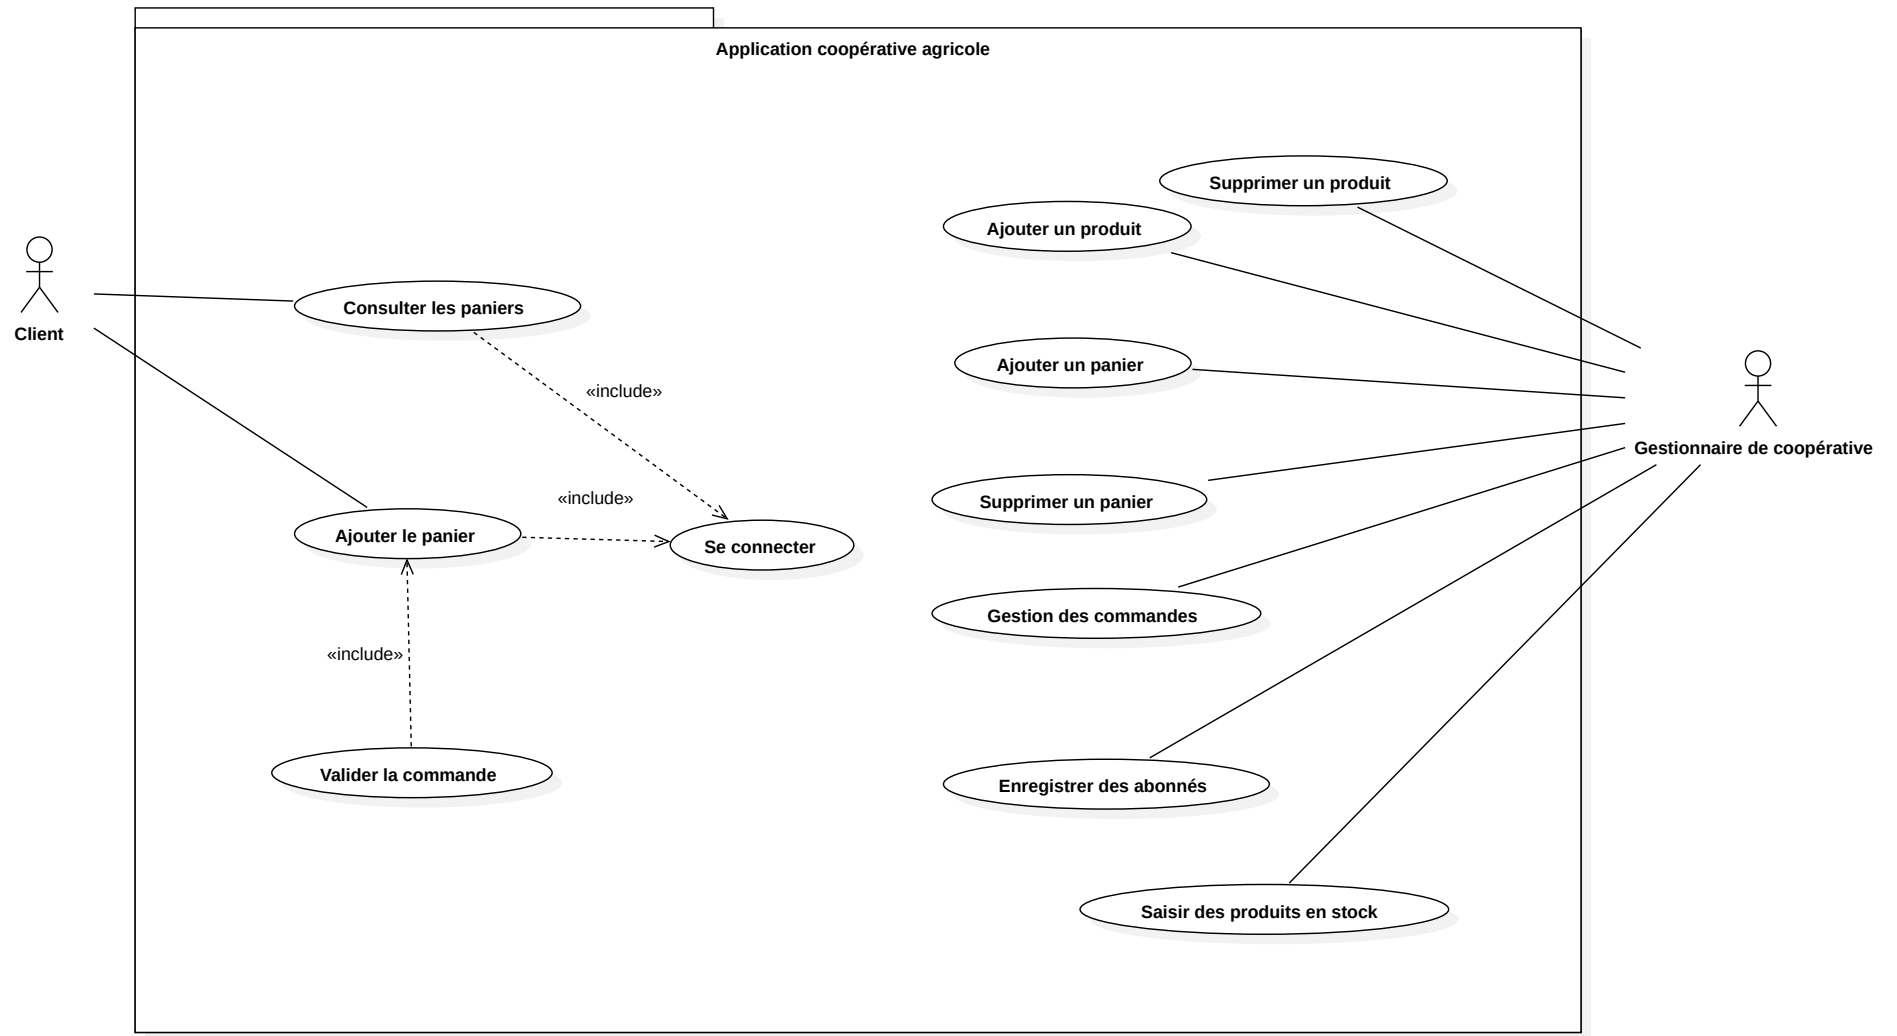 Application coopérative agricole
Supprimer un produit
Ajouter un produit
Consulter les paniers
Client
Ajouter un panier
«include»
Gestionnaire de coopérative
«include»
Supprimer un panier
Ajouter le panier
Se connecter
Gestion des commandes
«include»
Valider la commande
Enregistrer des abonnés
Saisir des produits en stock